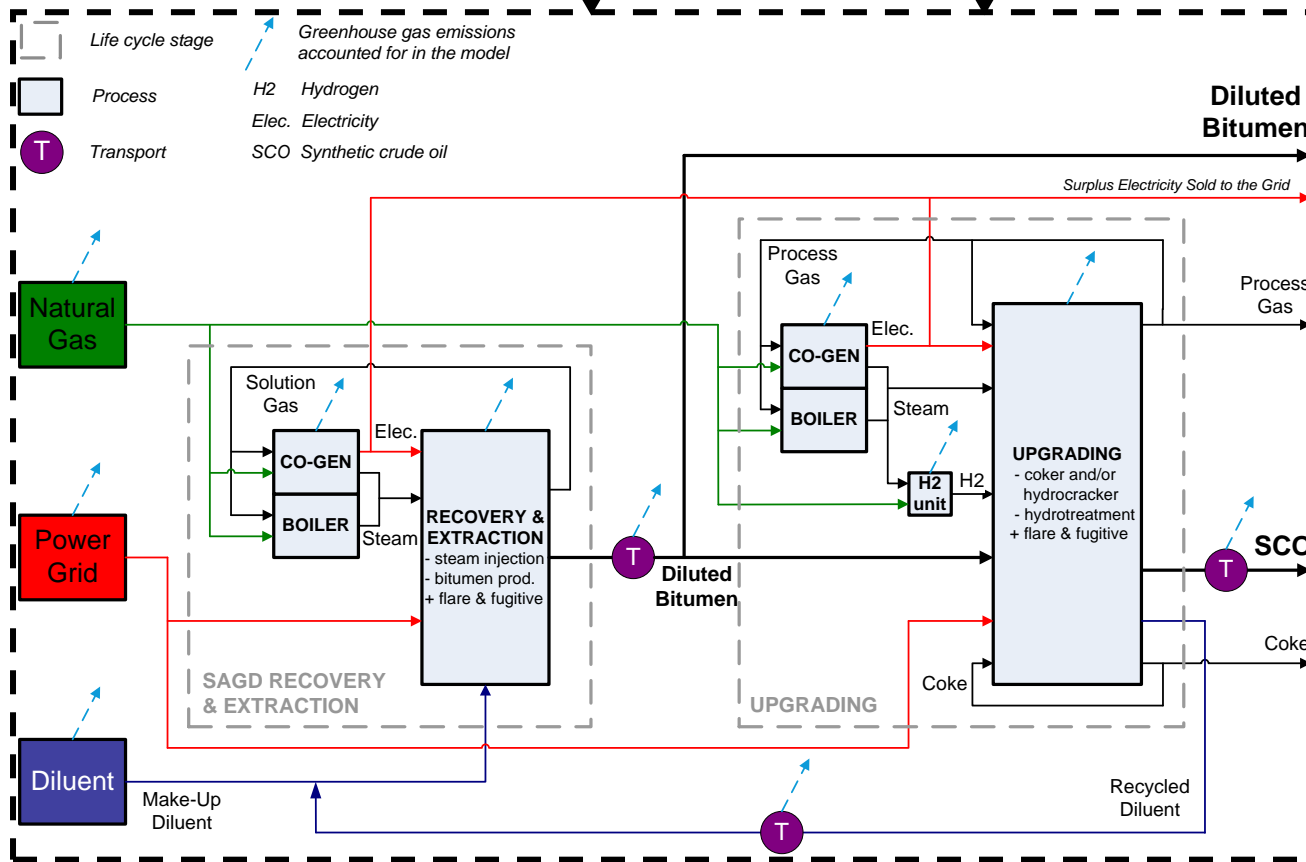 Life cycle stage
Greenhouse gas emissions
accounted for in the model
Process
H2 Hydrogen
Elec. Electricity
T
Transport
SCO Synthetic crude oil
Diluted
Bitumen
Surplus Electricity Sold to the Grid
Natural
Gas
Process
Gas
Process
Gas
CO-GEN
Elec.
BOILER
Steam
H2
unit
H2
UPGRADING
- coker and/or
hydrocracker
- hydrotreatment
+ flare & fugitive
Solution
Gas
CO-GEN
Elec.
BOILER
Steam
RECOVERY &
EXTRACTION
- steam injection
- bitumen prod.
+ flare & fugitive
Power
Grid
T
Diluted
Bitumen
T
SCO
Coke
Coke
SAGD RECOVERY
& EXTRACTION
UPGRADING
Diluent
Make-Up
Diluent
T
Recycled
Diluent